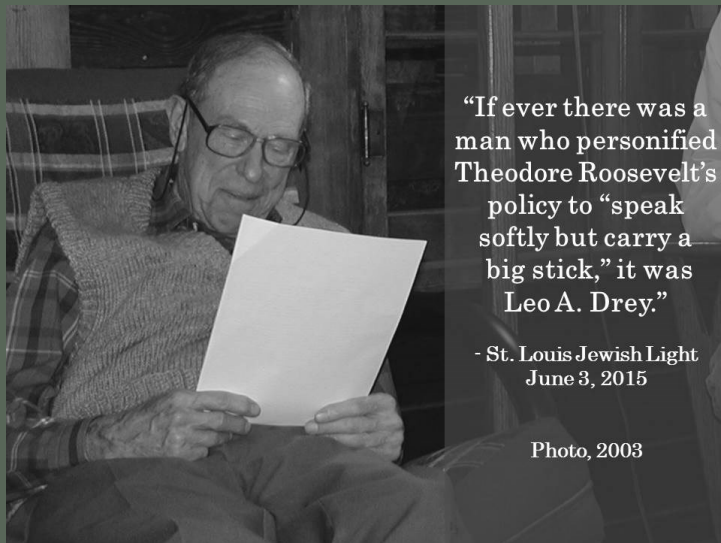 “If ever there was a
man who personified
Theodore Roosevelt’s
policy to “speak
softly but carry a
big stick,” it was
Leo A. Drey.”
- St. Louis Jewish Light
June 3, 2015
Photo, 2003